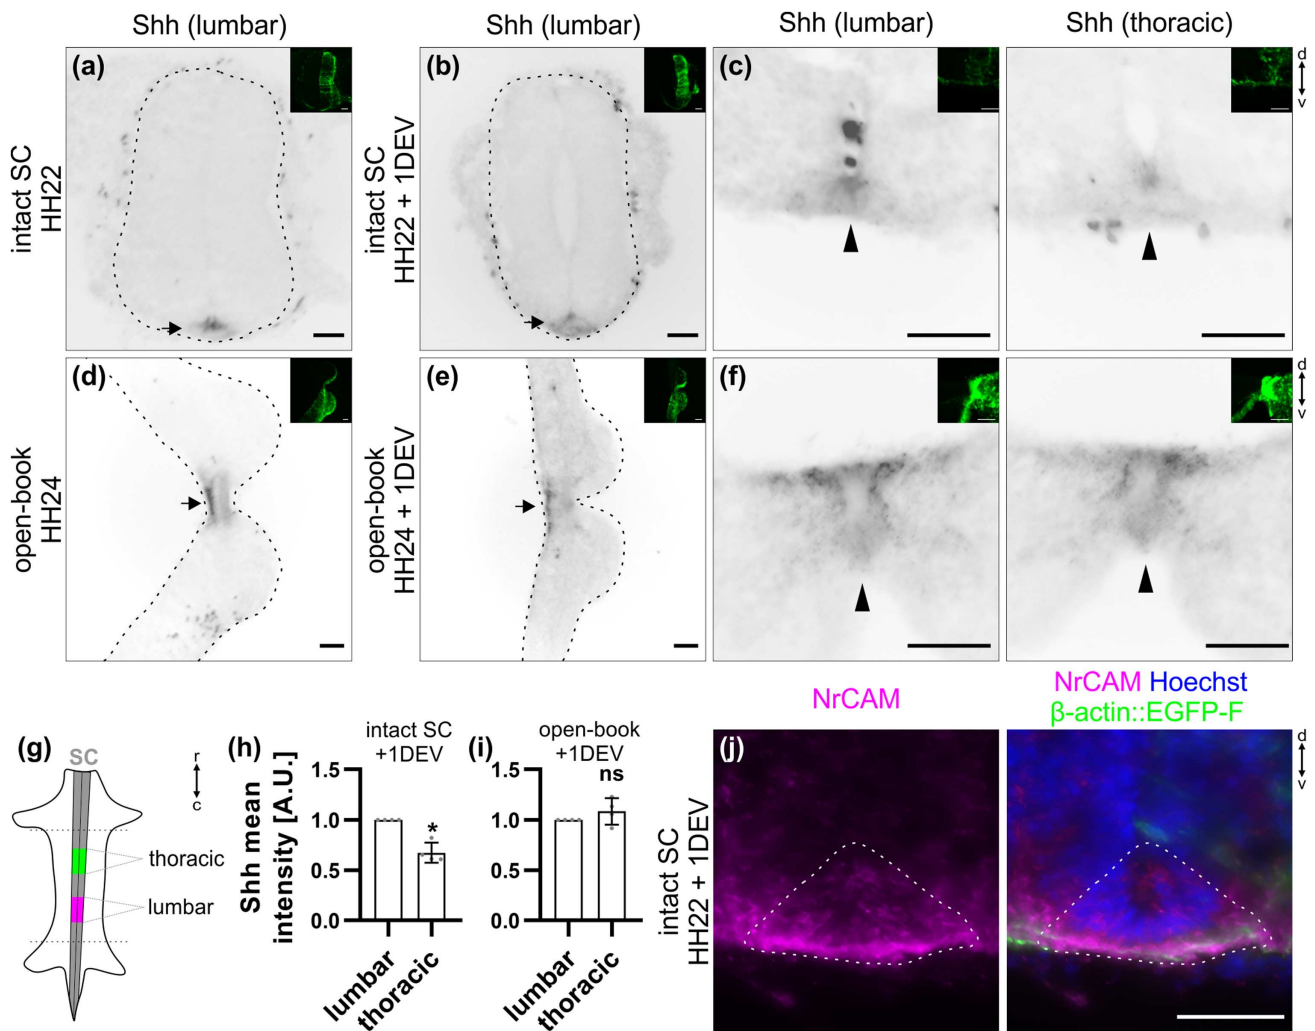 Shh (lumbar)
Shh (lumbar)
Shh (lumbar)
Shh (thoracic)
intact SC
HH22
(a)
intact SC
HH22 + 1DEV
(b)
(c)
d
v
open-book
HH24
(d)
open-book
HH24 + 1DEV
(e)
(f)
d
v
(g)
SC
r
c
thoracic
lumbar
(h)
intact SC
+1DEV
Shh mean
intensity [A.U.]
1.5
1.0
0.5
0.0
*
lumbar
thoracic
(i)
open-book
+1DEV
1.5
1.0
0.5
0.0
ns
lumbar
thoracic
NrCAM
NrCAM Hoechst
β-actin::EGFP-F
intact SC
HH22 + 1DEV
(j)
d
v